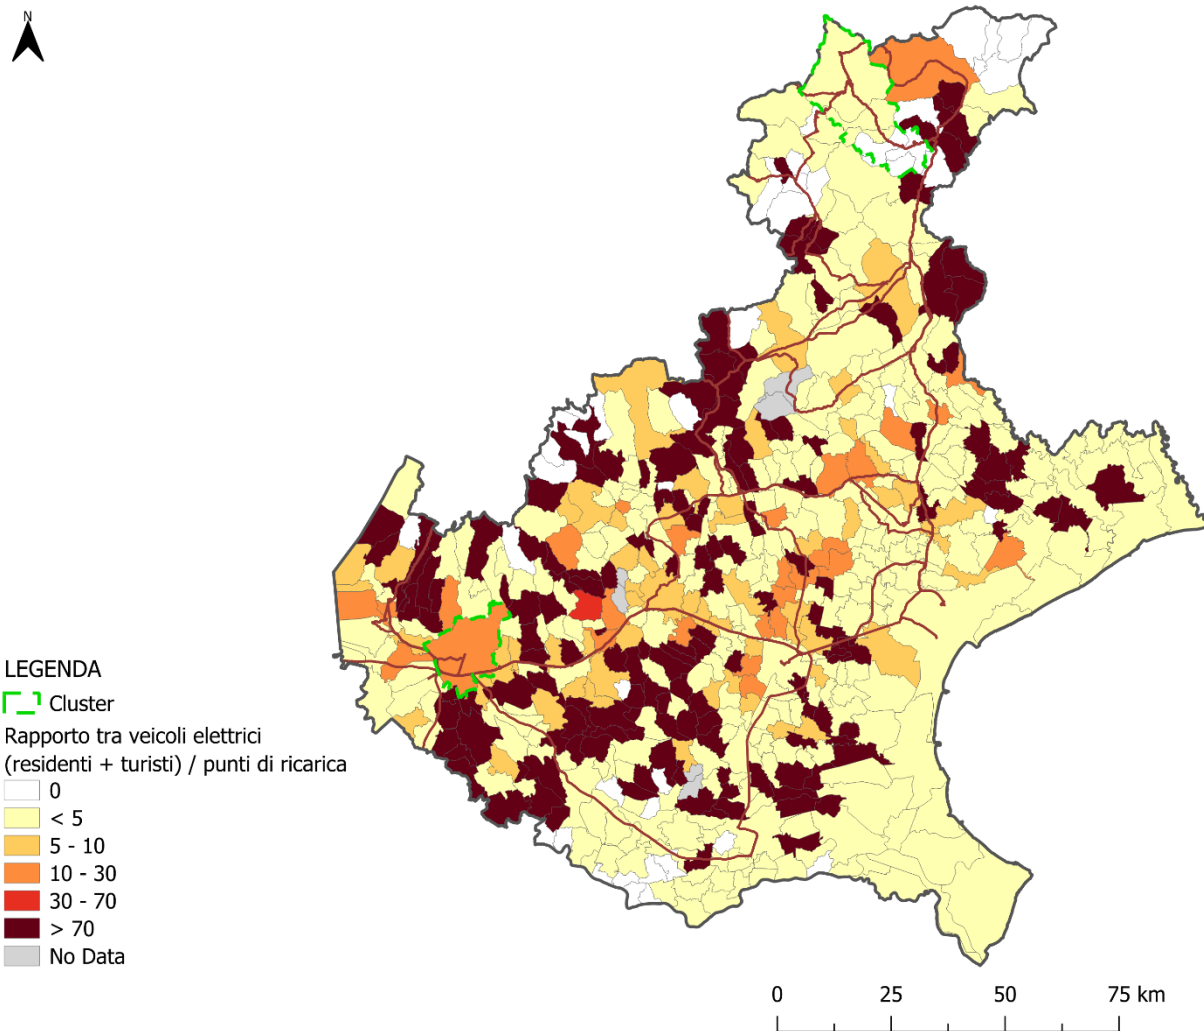 N
LEGENDA
Cluster
Rapporto tra veicoli elettrici
(residenti + turisti) / punti di ricarica
0
< 5
5 - 10
10 - 30
30 - 70
> 70
No Data
0 25 50 75 km